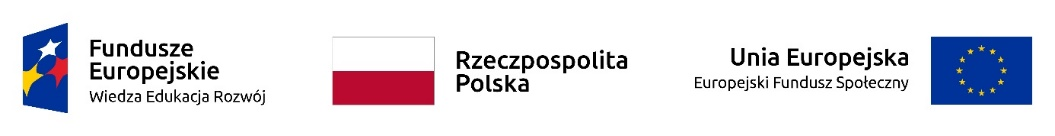 Fundusze
Europejskie
Wiedza Edukacja Rozwój
Rzeczpospolita
Polska
Unia Europejska
Europejski Fundusz Społeczny